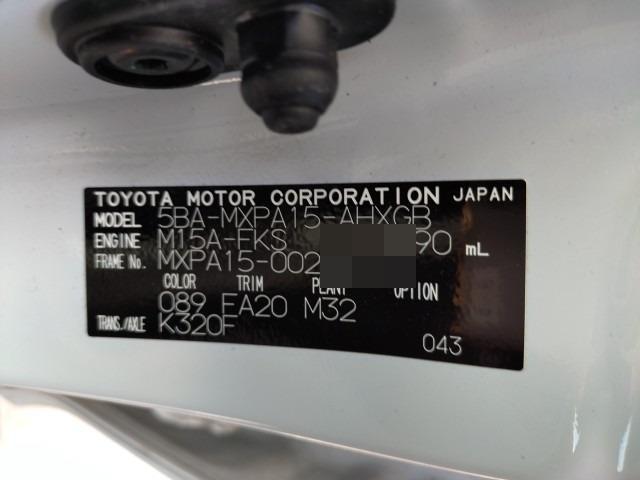 TOYOTA MOTOR CORPORATION JAPAN
MODEL 5BA-MXPA15-AHXGB
ENGINE M15A-FKS 90 mL
FRAME No. MXPA15-002
COLOR TRIM PLANT OPTION
089 EA20 M32
TRANS./AXLE K320F
043